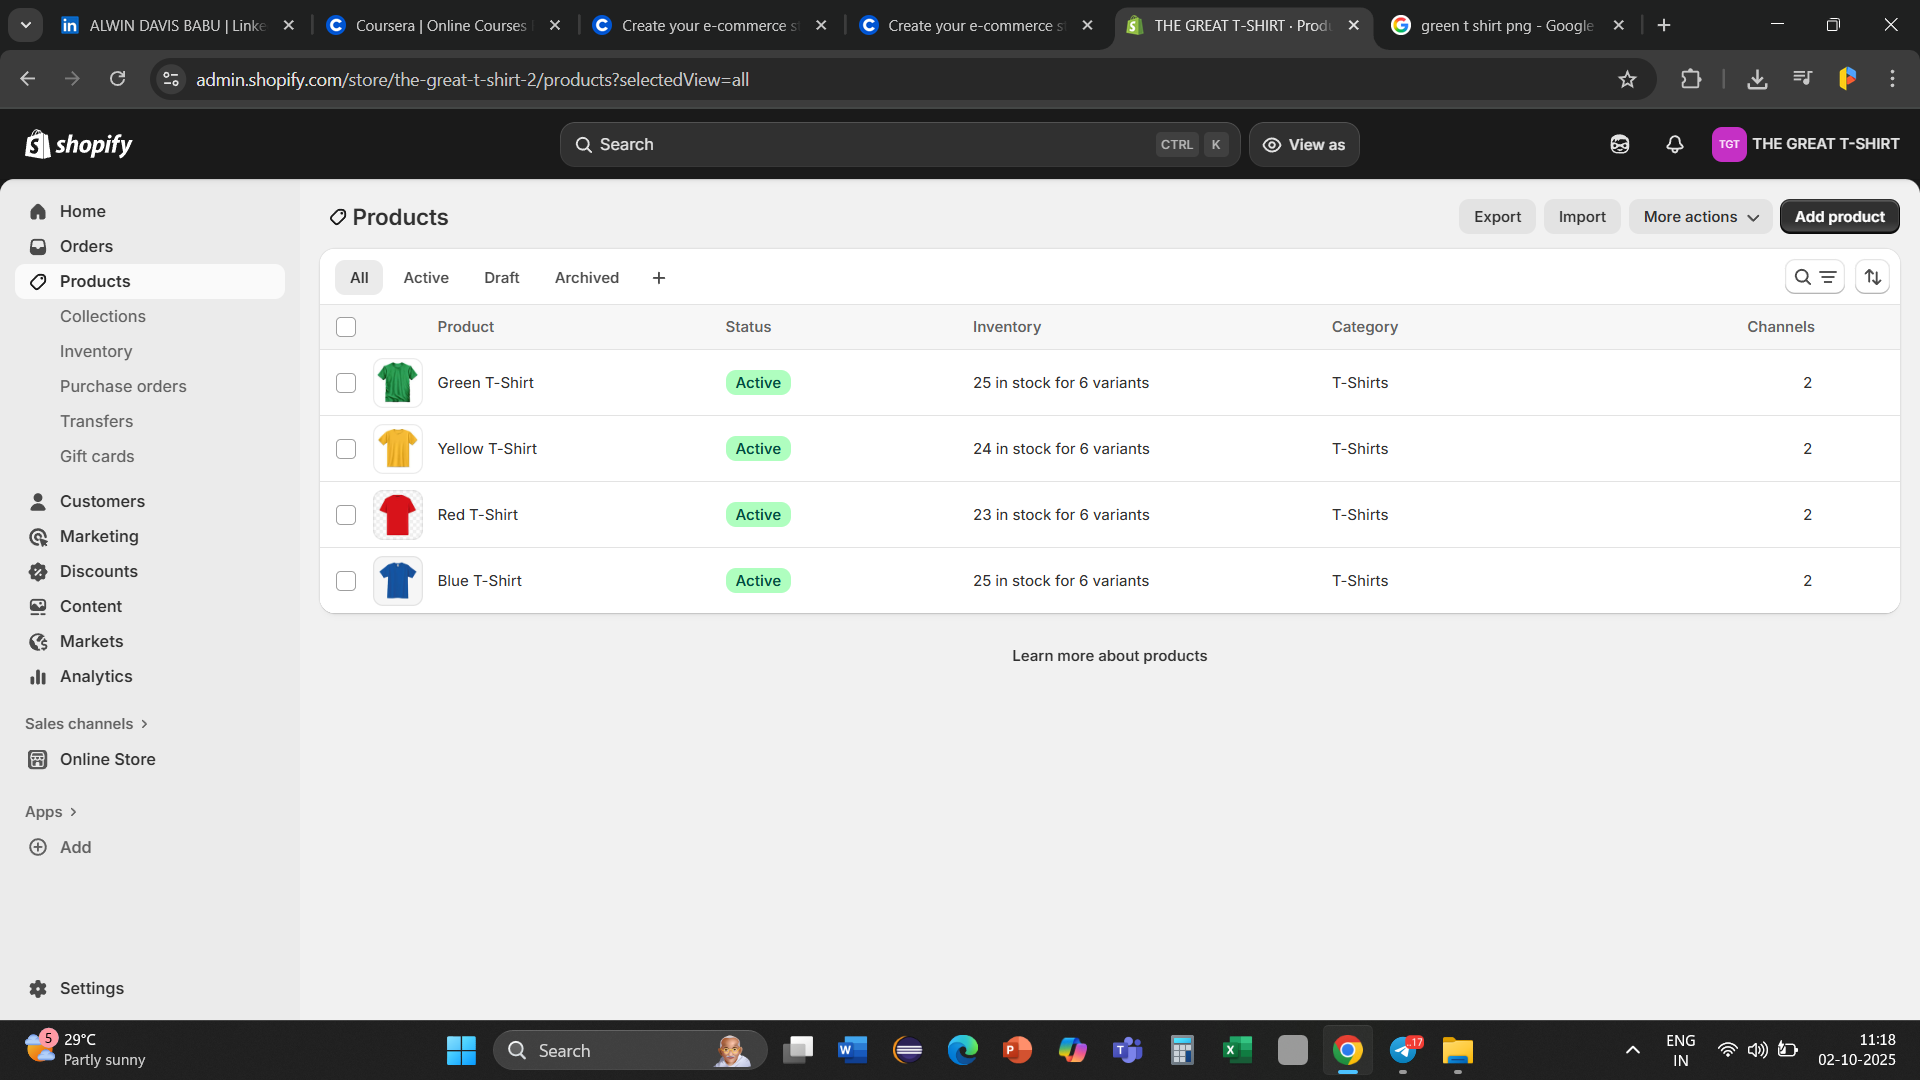 in ALWIN DAVIS BABU | Linke
Coursera | Online Courses
Create your e-commerce s
Create your e-commerce s
THE GREAT T-SHIRT · Prod
green t shirt png - Google
admin.shopify.com/store/the-great-t-shirt-2/products?selectedView=all
shopify
Search CTRL K
View as
TGT THE GREAT T-SHIRT
Home
Orders
Products
Collections
Inventory
Purchase orders
Transfers
Gift cards
Customers
Marketing
Discounts
Content
Markets
Analytics
Sales channels
Online Store
Apps
Add
Settings
Products
Export Import More actions Add product
All Active Draft Archived
Product Status Inventory Category Channels
Green T-Shirt Active 25 in stock for 6 variants T-Shirts 2
Yellow T-Shirt Active 24 in stock for 6 variants T-Shirts 2
Red T-Shirt Active 23 in stock for 6 variants T-Shirts 2
Blue T-Shirt Active 25 in stock for 6 variants T-Shirts 2
Learn more about products
5 29°C
Partly sunny
Search
17
ENG
IN
11:18
02-10-2025